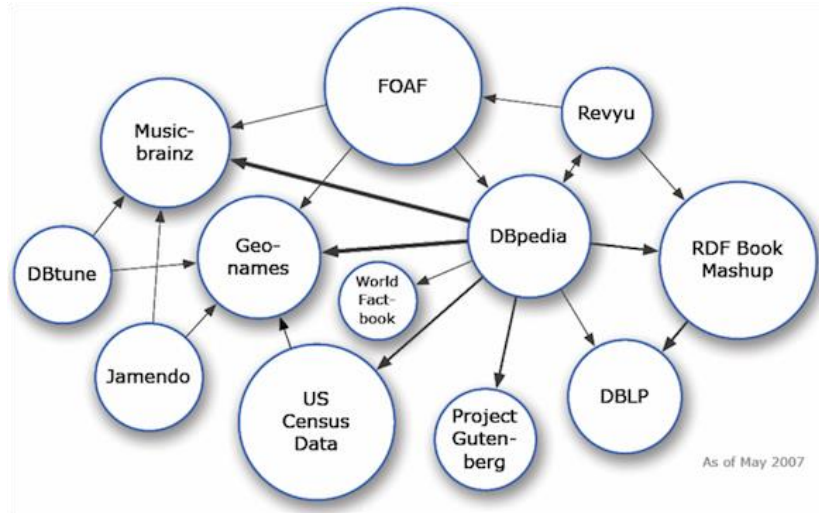 FOAF
Revyu
Music-
brainz
DBpedia
RDF Book
Mashup
Geo-
names
DBtune
World
Fact-
book
Jamendo
US
Census
Data
Project
Guten-
berg
DBLP
As of May 2007